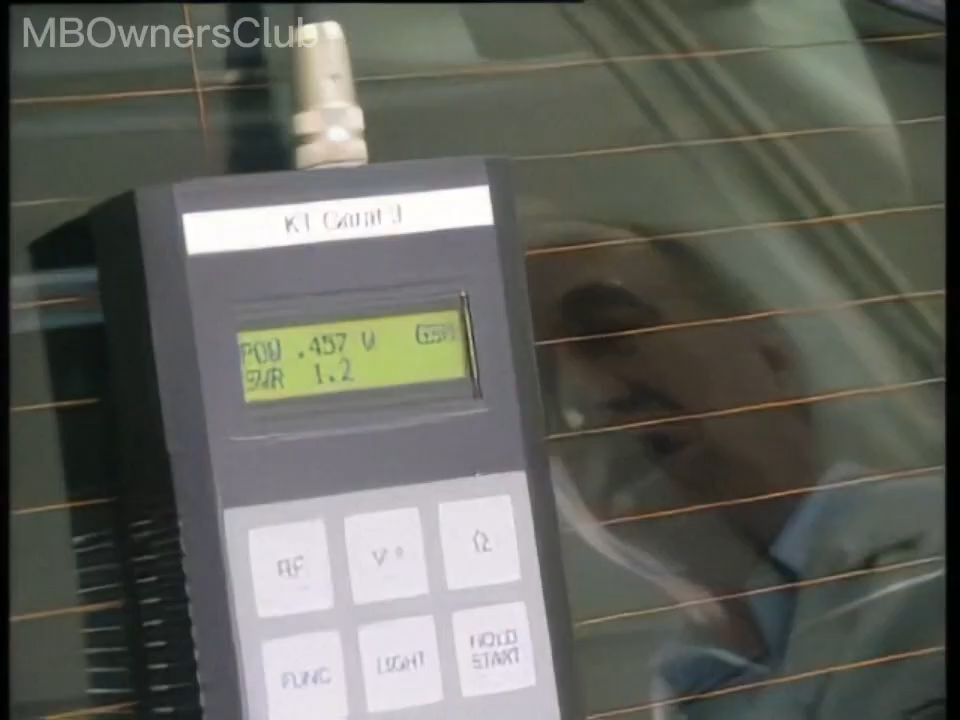 MBOwnersClub
POW .457 W
SWR 1.2
RF
V °
Ω
FUNC
LIGHT
HOLD
START